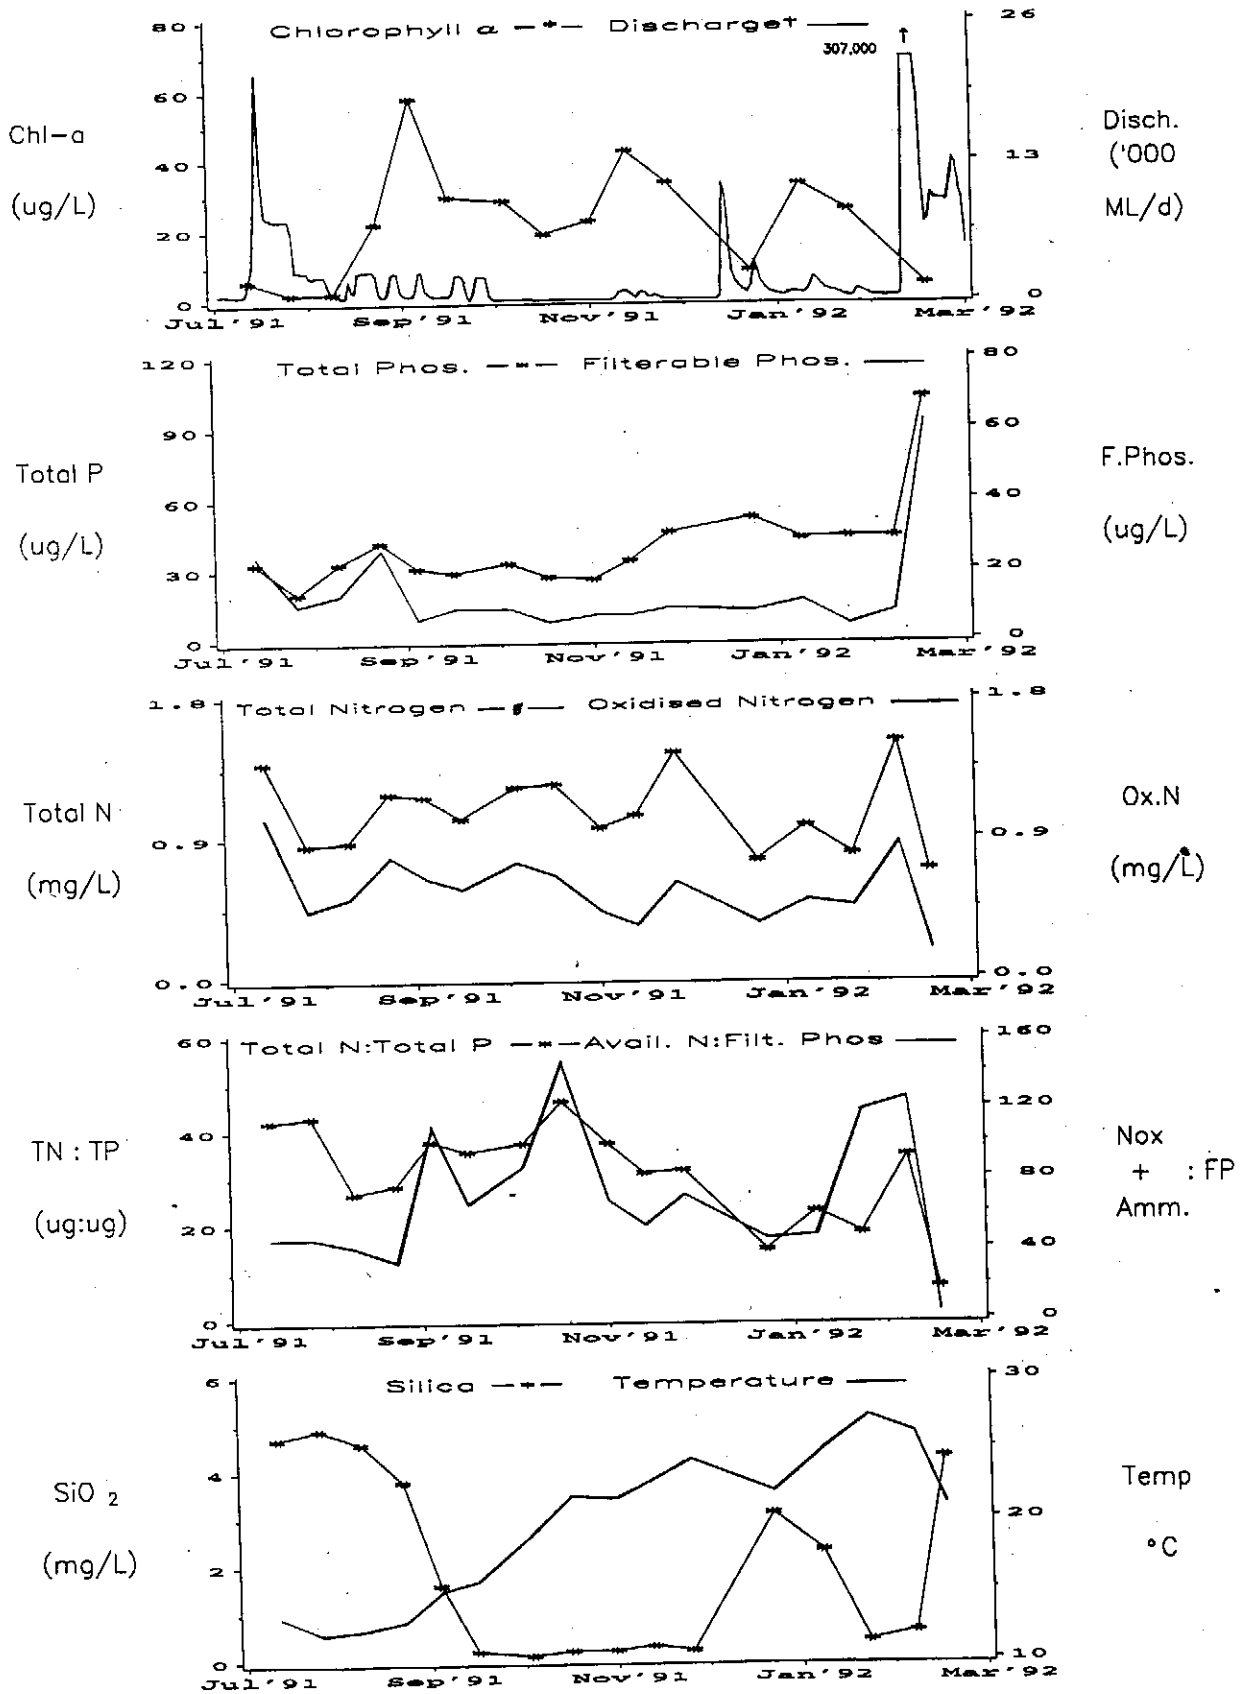 Chlorophyll α —*— Discharge† ——
307,000 ↑
Chl-a
(ug/L)
80
60
40
20
0
26
13
0
Disch.
('000
ML/d)
Jul'91 Sep'91 Nov'91 Jan'92 Mar'92
Total Phos. —*— Filterable Phos. ——
Total P
(ug/L)
120
90
60
30
0
80
60
40
20
0
F.Phos.
(ug/L)
Jul'91 Sep'91 Nov'91 Jan'92 Mar'92
Total Nitrogen —*— Oxidised Nitrogen ——
Total N
(mg/L)
1.8
0.9
0.0
1.8
0.9
0.0
Ox.N
(mg/L)
Jul'91 Sep'91 Nov'91 Jan'92 Mar'92
Total N:Total P —*— Avail. N:Filt. Phos ——
TN : TP
(ug:ug)
60
40
20
0
160
120
80
40
0
Nox
+ : FP
Amm.
Jul'91 Sep'91 Nov'91 Jan'92 Mar'92
Silica —*— Temperature ——
SiO 2
(mg/L)
6
4
2
0
30
20
10
Temp
°C
Jul'91 Sep'91 Nov'91 Jan'92 Mar'92